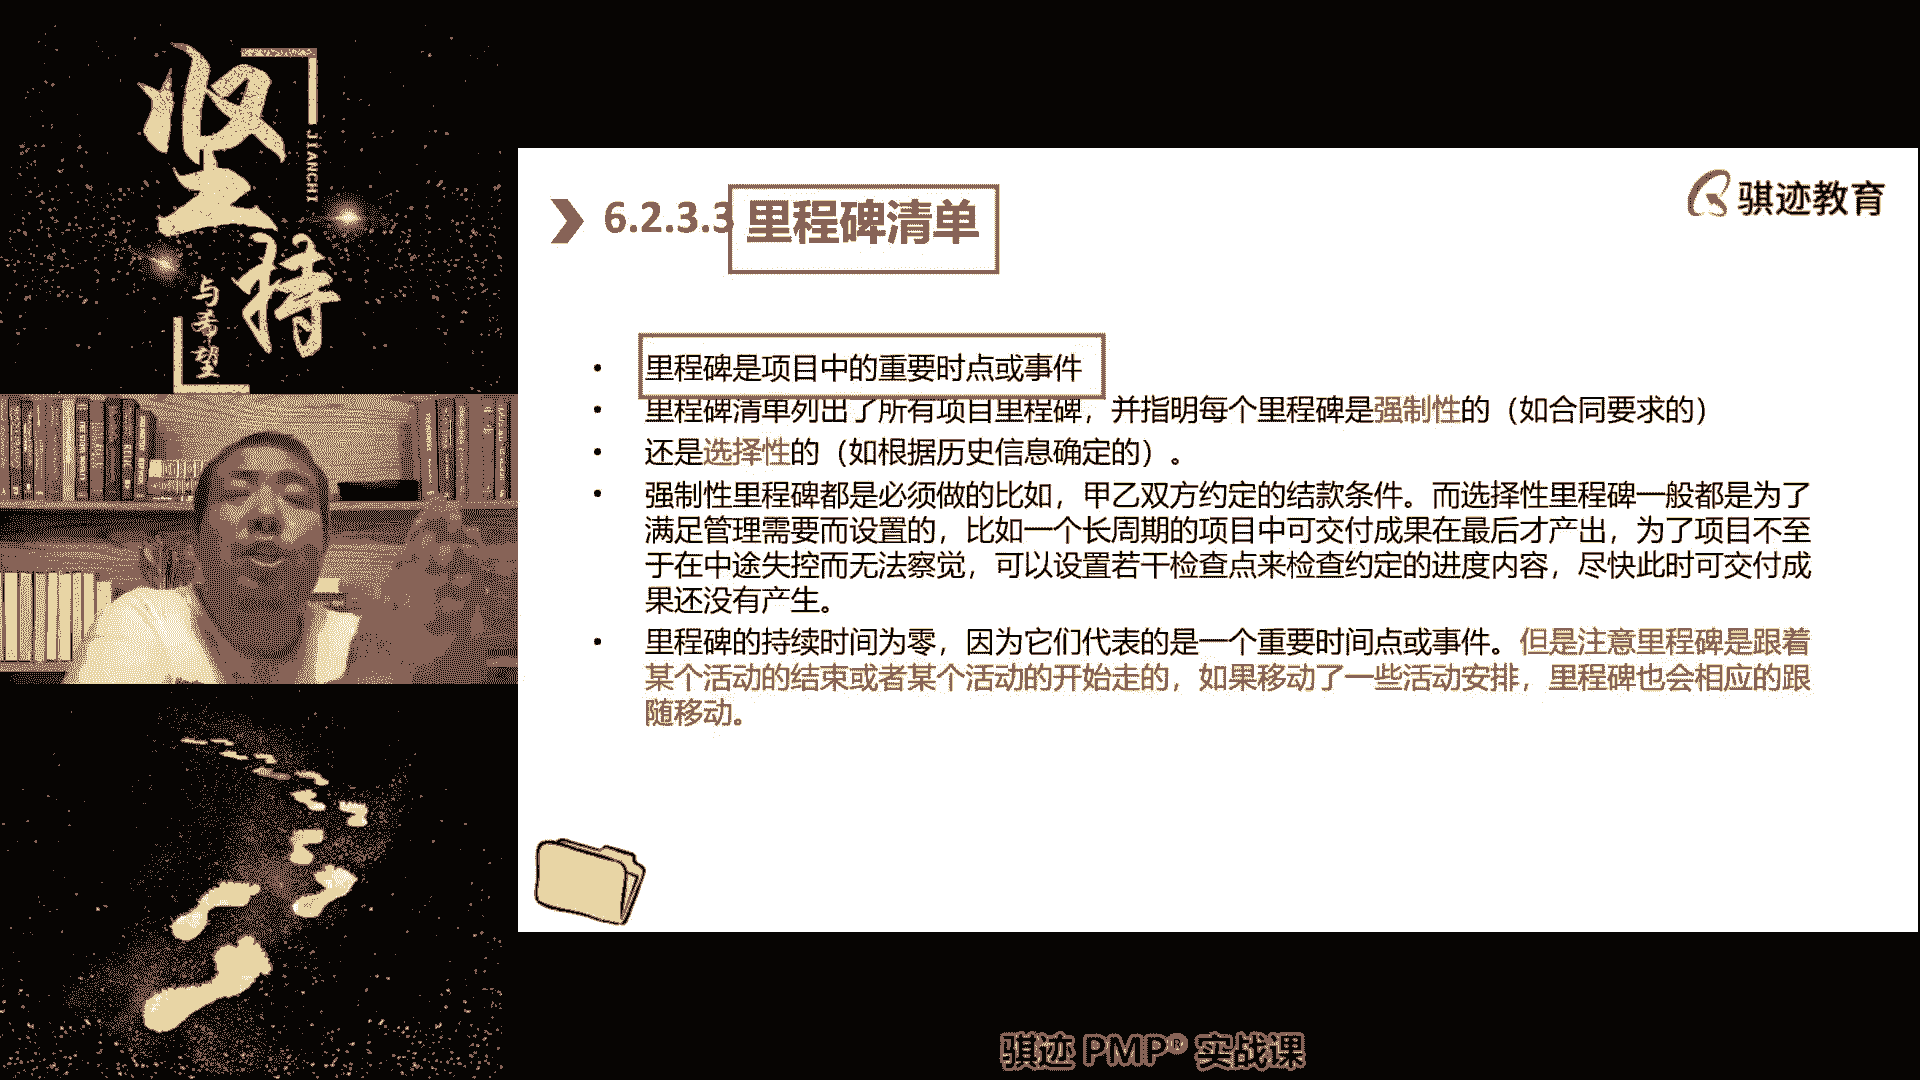 坚持
JIANCHI
与希望
骐迹教育
6.2.3.3 里程碑清单
• 里程碑是项目中的重要时点或事件
• 里程碑清单列出了所有项目里程碑，并指明每个里程碑是强制性的（如合同要求的）
• 还是选择性的（如根据历史信息确定的）。
• 强制性里程碑都是必须做的比如，甲乙双方约定的结款条件。而选择性里程碑一般都是为了
满足管理需要而设置的，比如一个长周期的项目中可交付成果在最后才产出，为了项目不至
于在中途失控而无法察觉，可以设置若干检查点来检查约定的进度内容，尽快此时可交付成
果还没有产生。
• 里程碑的持续时间为零，因为它们代表的是一个重要时间点或事件。但是注意里程碑是跟着
某个活动的结束或者某个活动的开始走的，如果移动了一些活动安排，里程碑也会相应的跟
随移动。
骐迹 PMP® 实战课